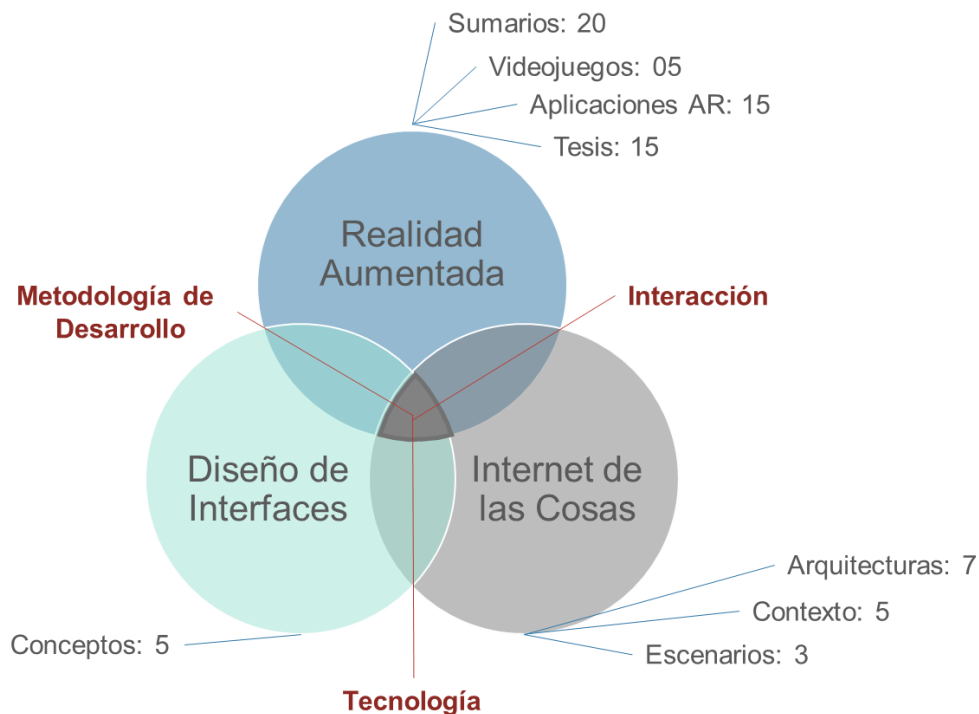 Sumarios: 20
Videojuegos: 05
Aplicaciones AR: 15
Tesis: 15
Realidad
Aumentada
Metodología de
Desarrollo
Interacción
Diseño de
Interfaces
Internet de
las Cosas
Arquitecturas: 7
Contexto: 5
Escenarios: 3
Conceptos: 5
Tecnología